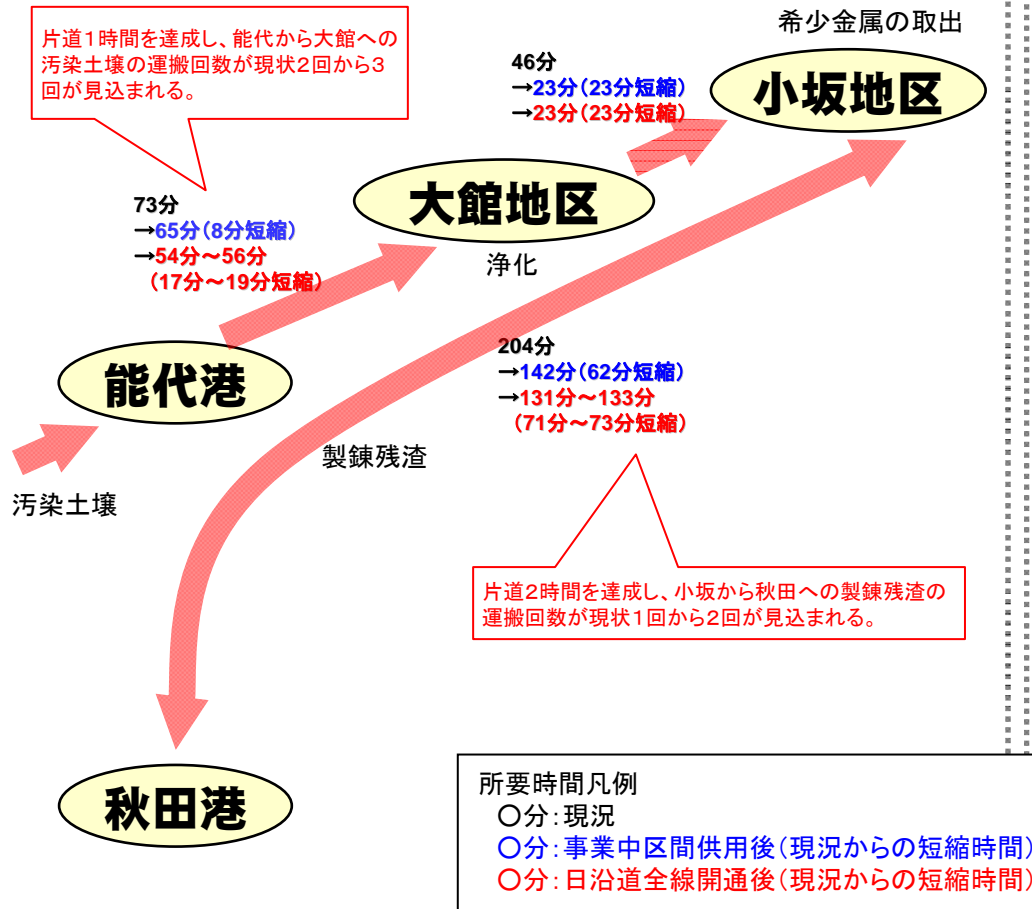 希少金属の取出
片道1時間を達成し、能代から大館への
汚染土壌の運搬回数が現状2回から3
回が見込まれる。
46分
→23分(23分短縮)
→23分(23分短縮)
小坂地区
73分
→65分(8分短縮)
→54分~56分
(17分~19分短縮)
大館地区
浄化
能代港
204分
→142分(62分短縮)
→131分~133分
(71分~73分短縮)
製錬残渣
汚染土壌
片道2時間を達成し、小坂から秋田への製錬残渣の
運搬回数が現状1回から2回が見込まれる。
秋田港
所要時間凡例
〇分:現況
〇分:事業中区間供用後(現況からの短縮時間)
〇分:日沿道全線開通後(現況からの短縮時間)